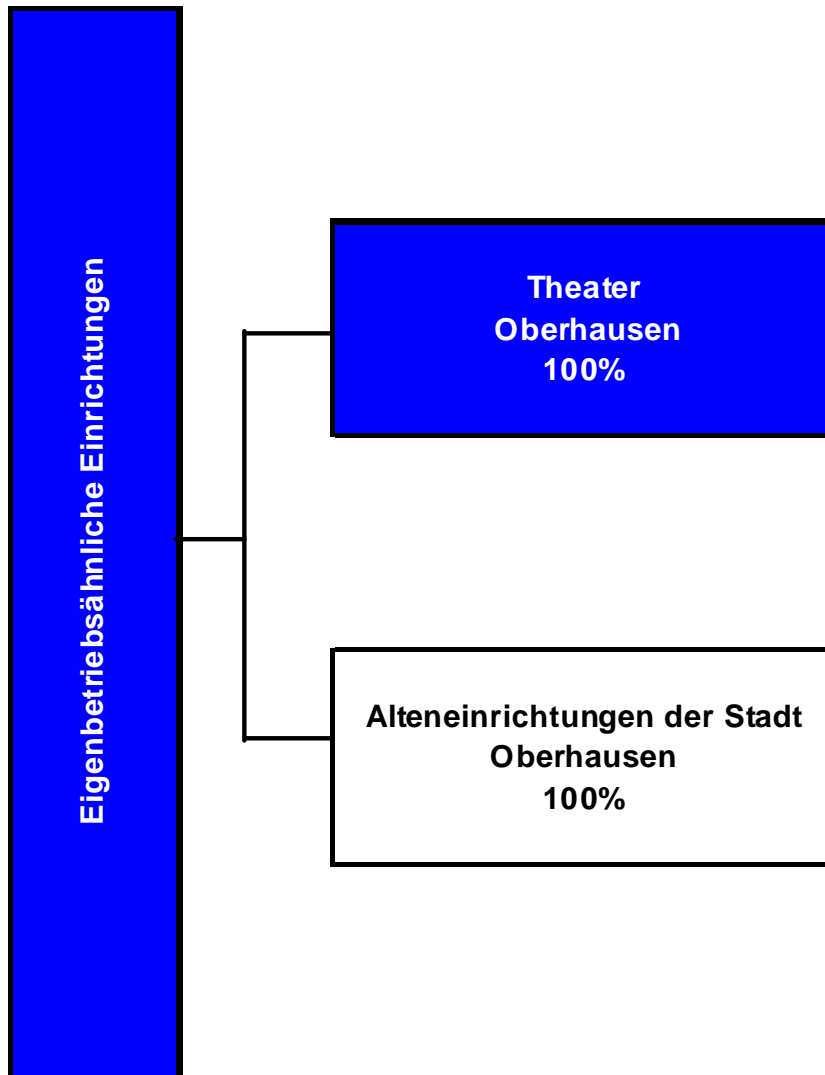 Eigenbetriebsähnliche Einrichtungen
Theater
Oberhausen
100%
Alteneinrichtungen der Stadt
Oberhausen
100%